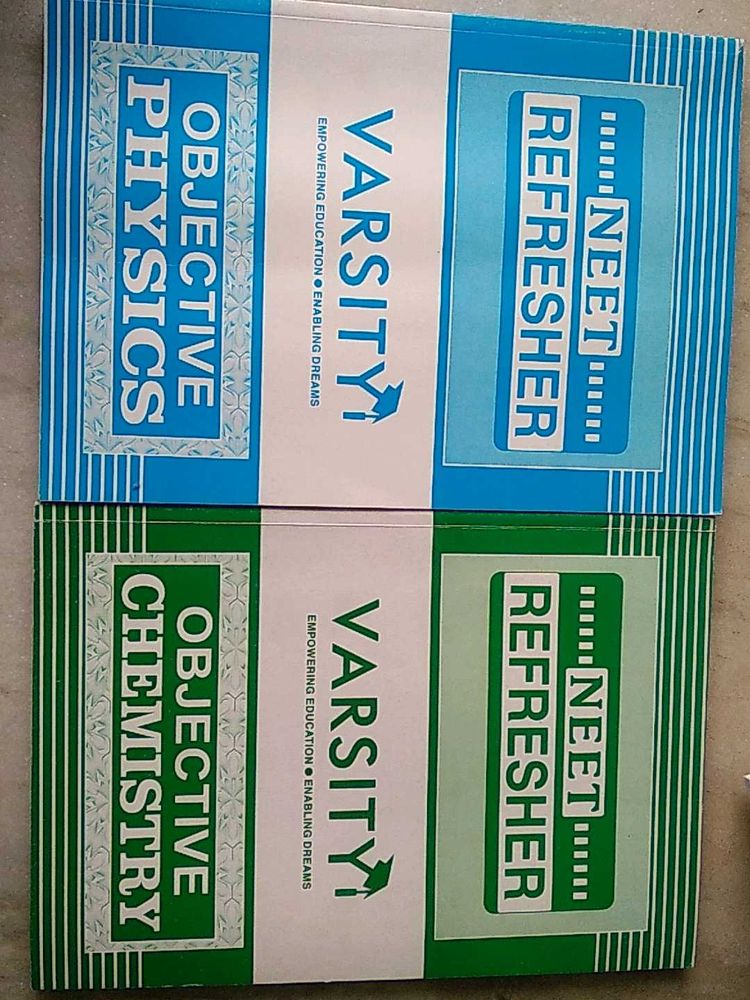 NEET
REFRESHER
VARSITY
EMPOWERING EDUCATION ● ENABLING DREAMS
OBJECTIVE
PHYSICS
NEET
REFRESHER
VARSITY
EMPOWERING EDUCATION ● ENABLING DREAMS
OBJECTIVE
CHEMISTRY